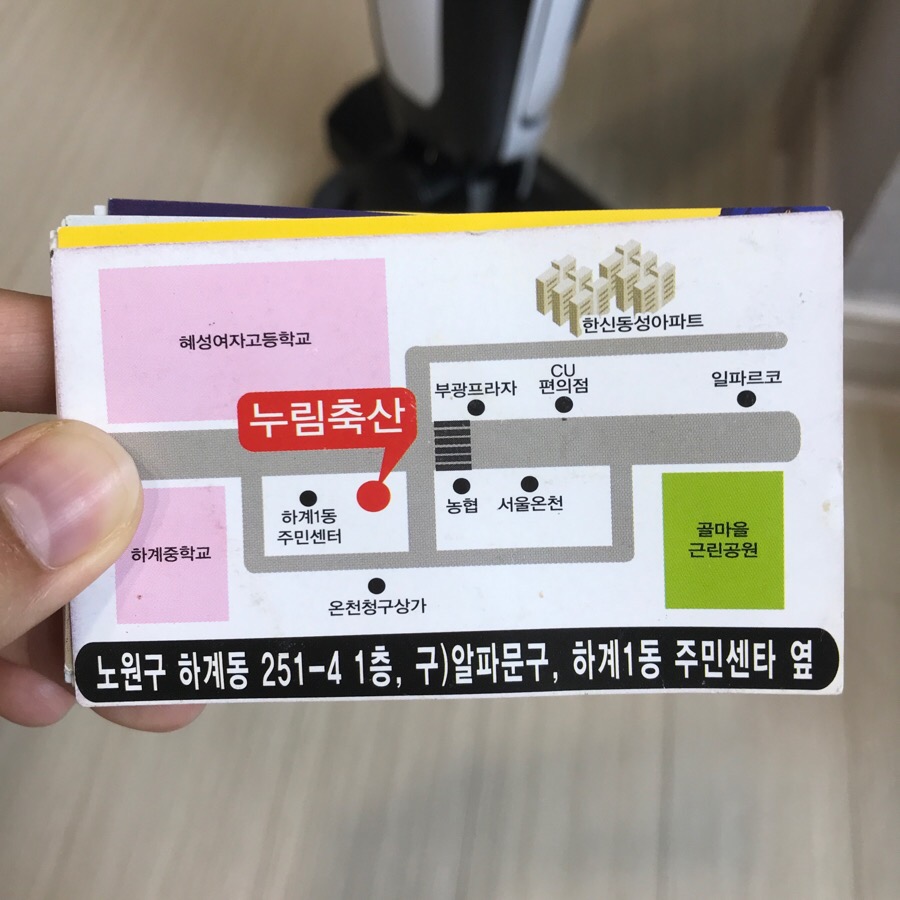 한신동성아파트
혜성여자고등학교
CU
편의점
부광프라자
일파르코
누림축산
농협
서울온천
하계1동
주민센터
하계중학교
골마을
근린공원
온천청구상가
노원구 하계동 251-4 1층, 구)알파문구, 하계1동 주민센타 옆